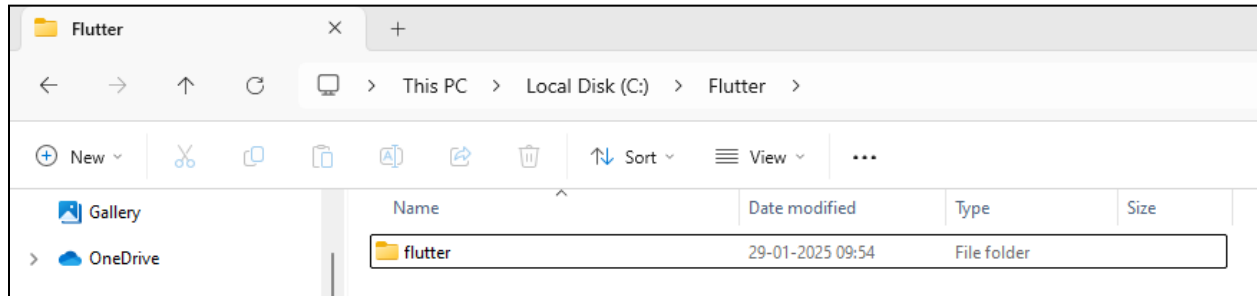 Flutter
This PC > Local Disk (C:) > Flutter >
New Sort View ...
Gallery
OneDrive
Name Date modified Type Size
flutter 29-01-2025 09:54 File folder